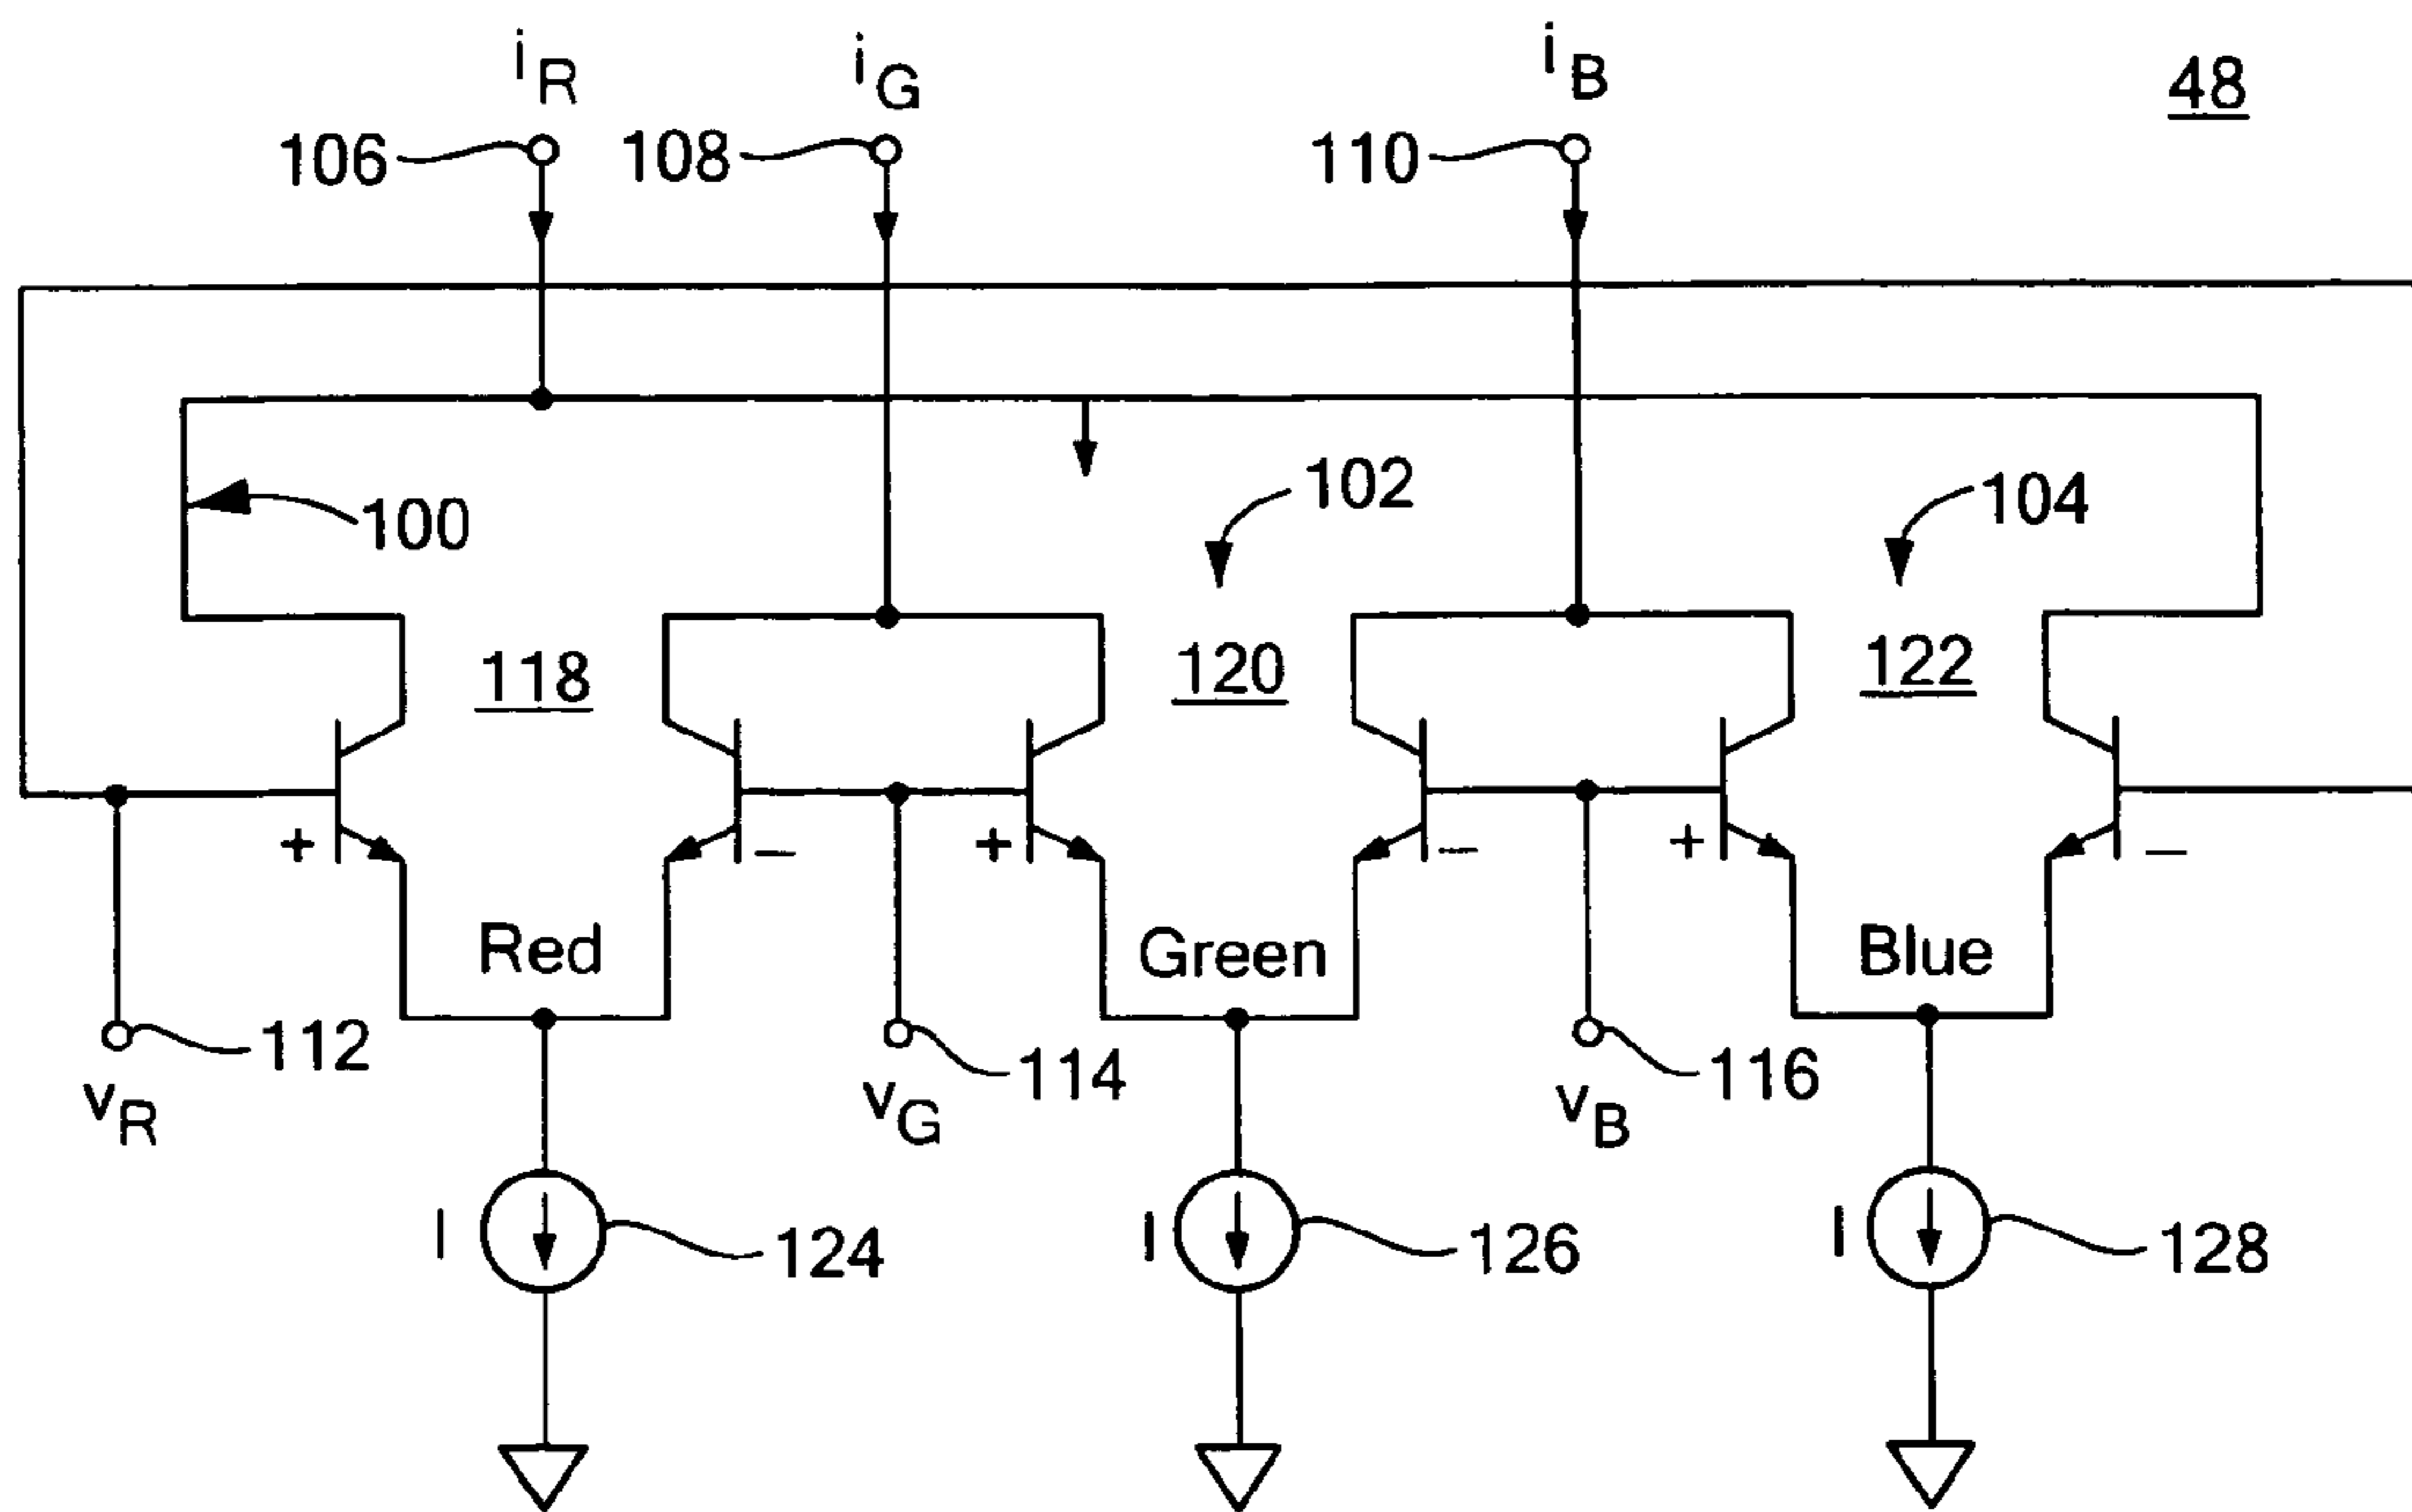 iR iG iB 48
106 108 110
100 102 104
118 120 122
+ – + – + –
Red Green Blue
112 114 116
vR vG vB
I 124 I 126 I 128